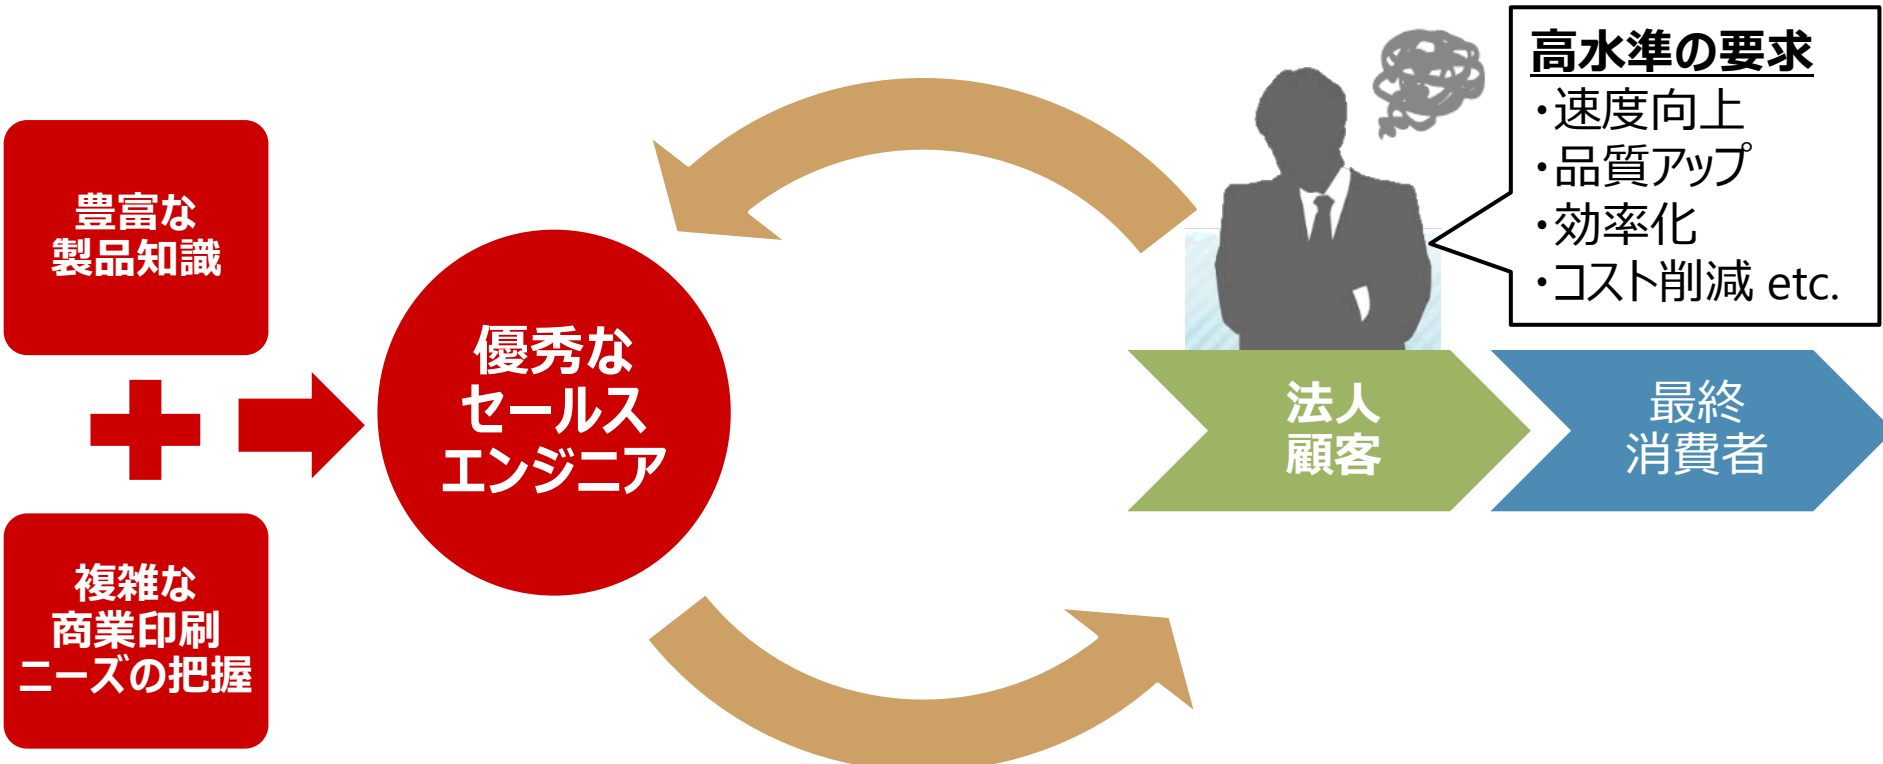 豊富な
製品知識
複雑な
商業印刷
ニーズの把握
優秀な
セールス
エンジニア
高水準の要求
・速度向上
・品質アップ
・効率化
・コスト削減 etc.
法人
顧客
最終
消費者